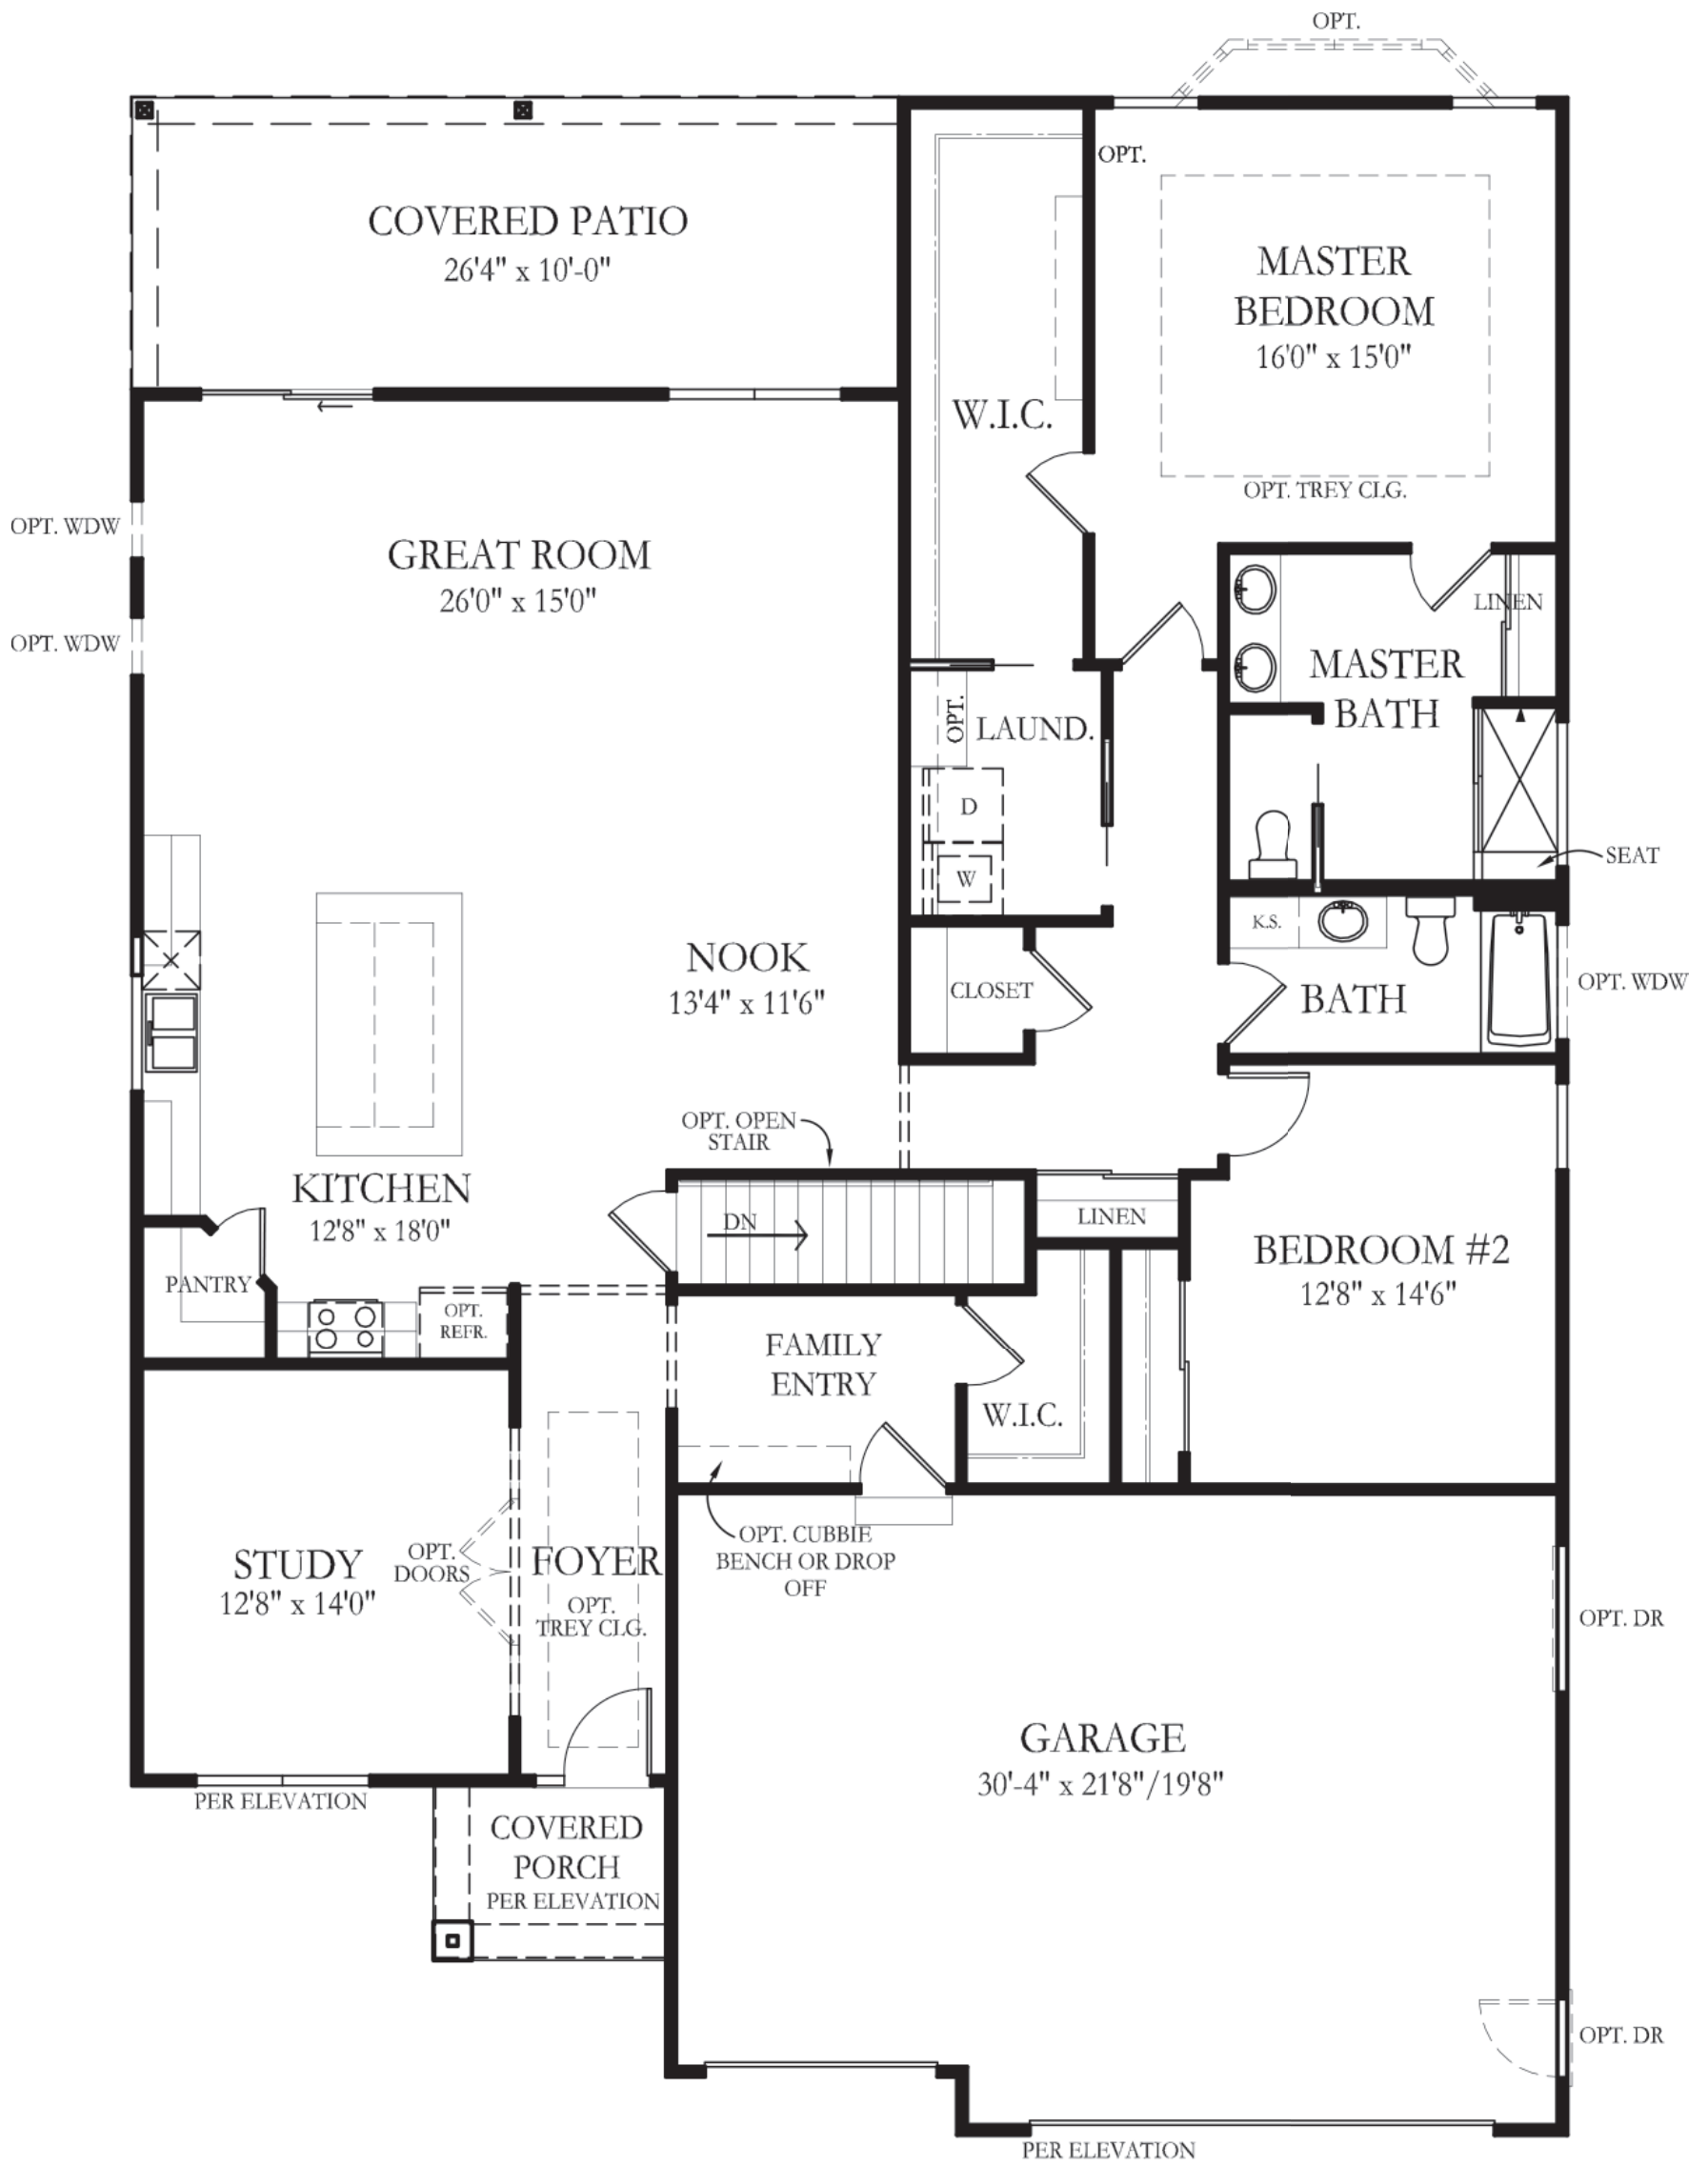 OPT.
COVERED PATIO
26'4" x 10'-0"
OPT.
MASTER
BEDROOM
16'0" x 15'0"
W.I.C.
OPT. TREY CLG.
OPT. WDW
GREAT ROOM
26'0" x 15'0"
OPT. WDW
LINEN
MASTER
BATH
OPT.
LAUND.
D
W
SEAT
K.S.
BATH
OPT. WDW
NOOK
13'4" x 11'6"
CLOSET
OPT. OPEN
STAIR
KITCHEN
12'8" x 18'0"
DN
LINEN
BEDROOM #2
12'8" x 14'6"
PANTRY
OPT.
REFR.
FAMILY
ENTRY
W.I.C.
STUDY
12'8" x 14'0"
OPT.
DOORS
FOYER
OPT.
TREY CLG.
OPT. CUBBIE
BENCH OR DROP
OFF
OPT. DR
GARAGE
30'-4" x 21'8"/19'8"
PER ELEVATION
COVERED
PORCH
PER ELEVATION
OPT. DR
PER ELEVATION